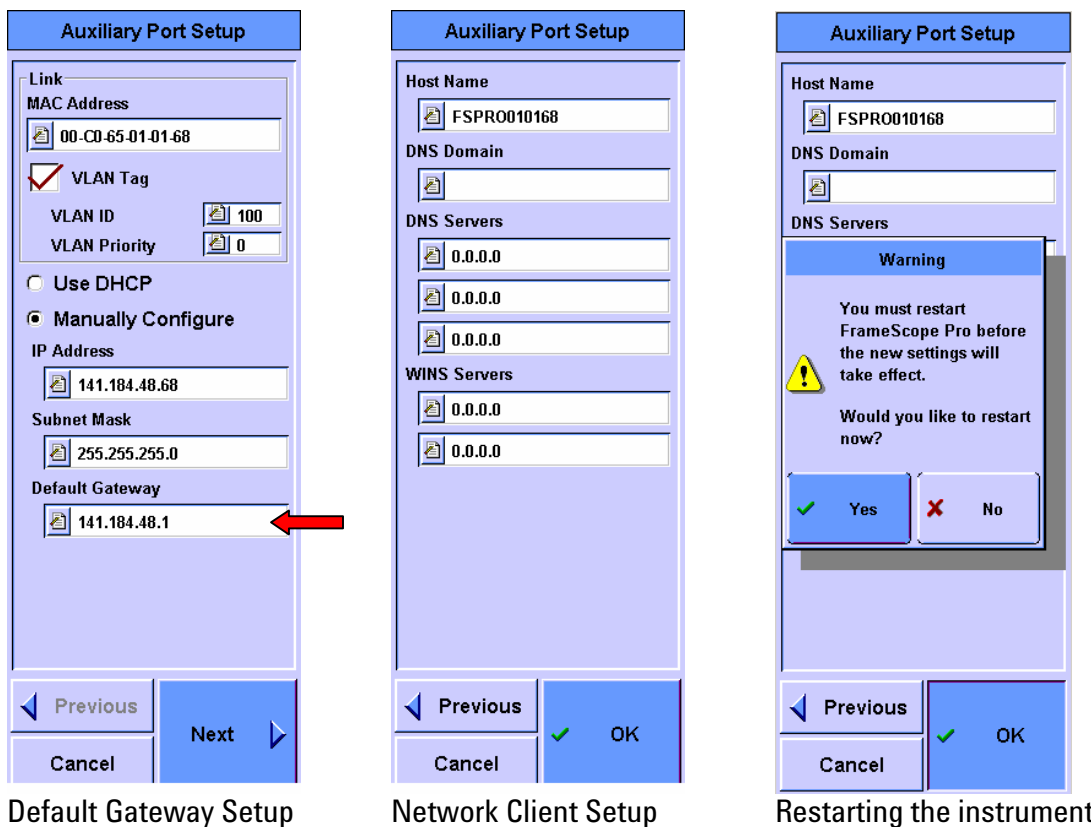 Auxiliary Port Setup
Link
MAC Address
00-C0-65-01-01-68
VLAN Tag
VLAN ID 100
VLAN Priority 0
Use DHCP
Manually Configure
IP Address
141.184.48.68
Subnet Mask
255.255.255.0
Default Gateway
141.184.48.1
Previous
Next
Cancel
Default Gateway Setup
Auxiliary Port Setup
Host Name
FSPRO010168
DNS Domain
DNS Servers
0.0.0.0
0.0.0.0
0.0.0.0
WINS Servers
0.0.0.0
0.0.0.0
Previous
OK
Cancel
Network Client Setup
Auxiliary Port Setup
Host Name
FSPRO010168
DNS Domain
DNS Servers
Warning
You must restart
FrameScope Pro before
the new settings will
take effect.
Would you like to restart
now?
Yes
No
Previous
OK
Cancel
Restarting the instrument